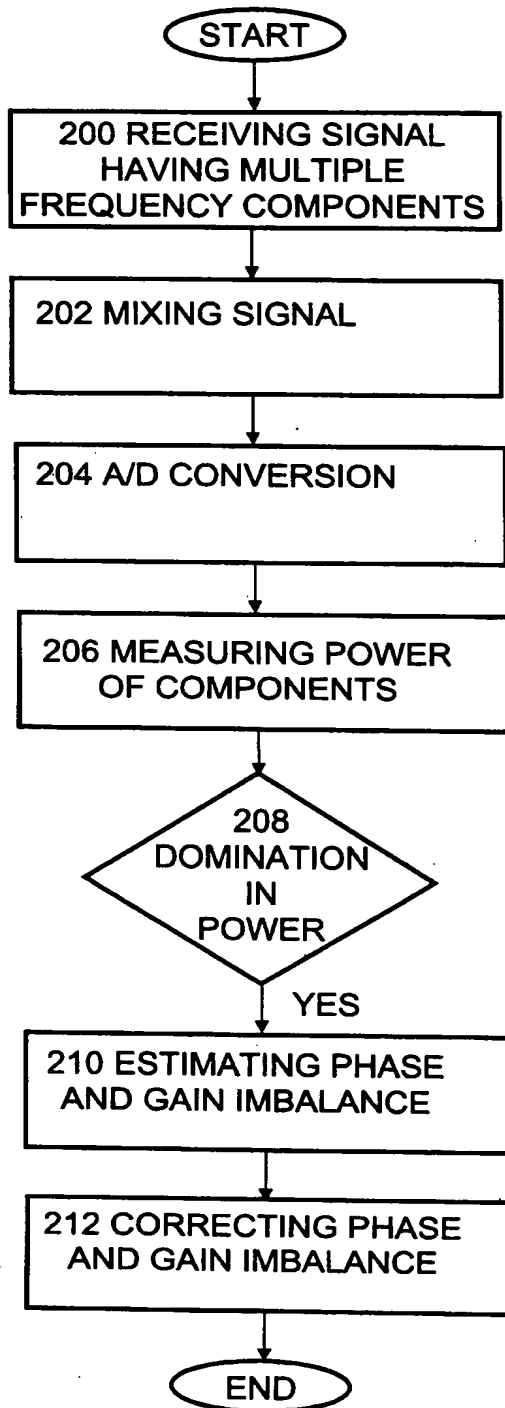 START
200 RECEIVING SIGNAL
HAVING MULTIPLE
FREQUENCY COMPONENTS
202 MIXING SIGNAL
204 A/D CONVERSION
206 MEASURING POWER
OF COMPONENTS
208
DOMINATION
IN
POWER
YES
210 ESTIMATING PHASE
AND GAIN IMBALANCE
212 CORRECTING PHASE
AND GAIN IMBALANCE
END